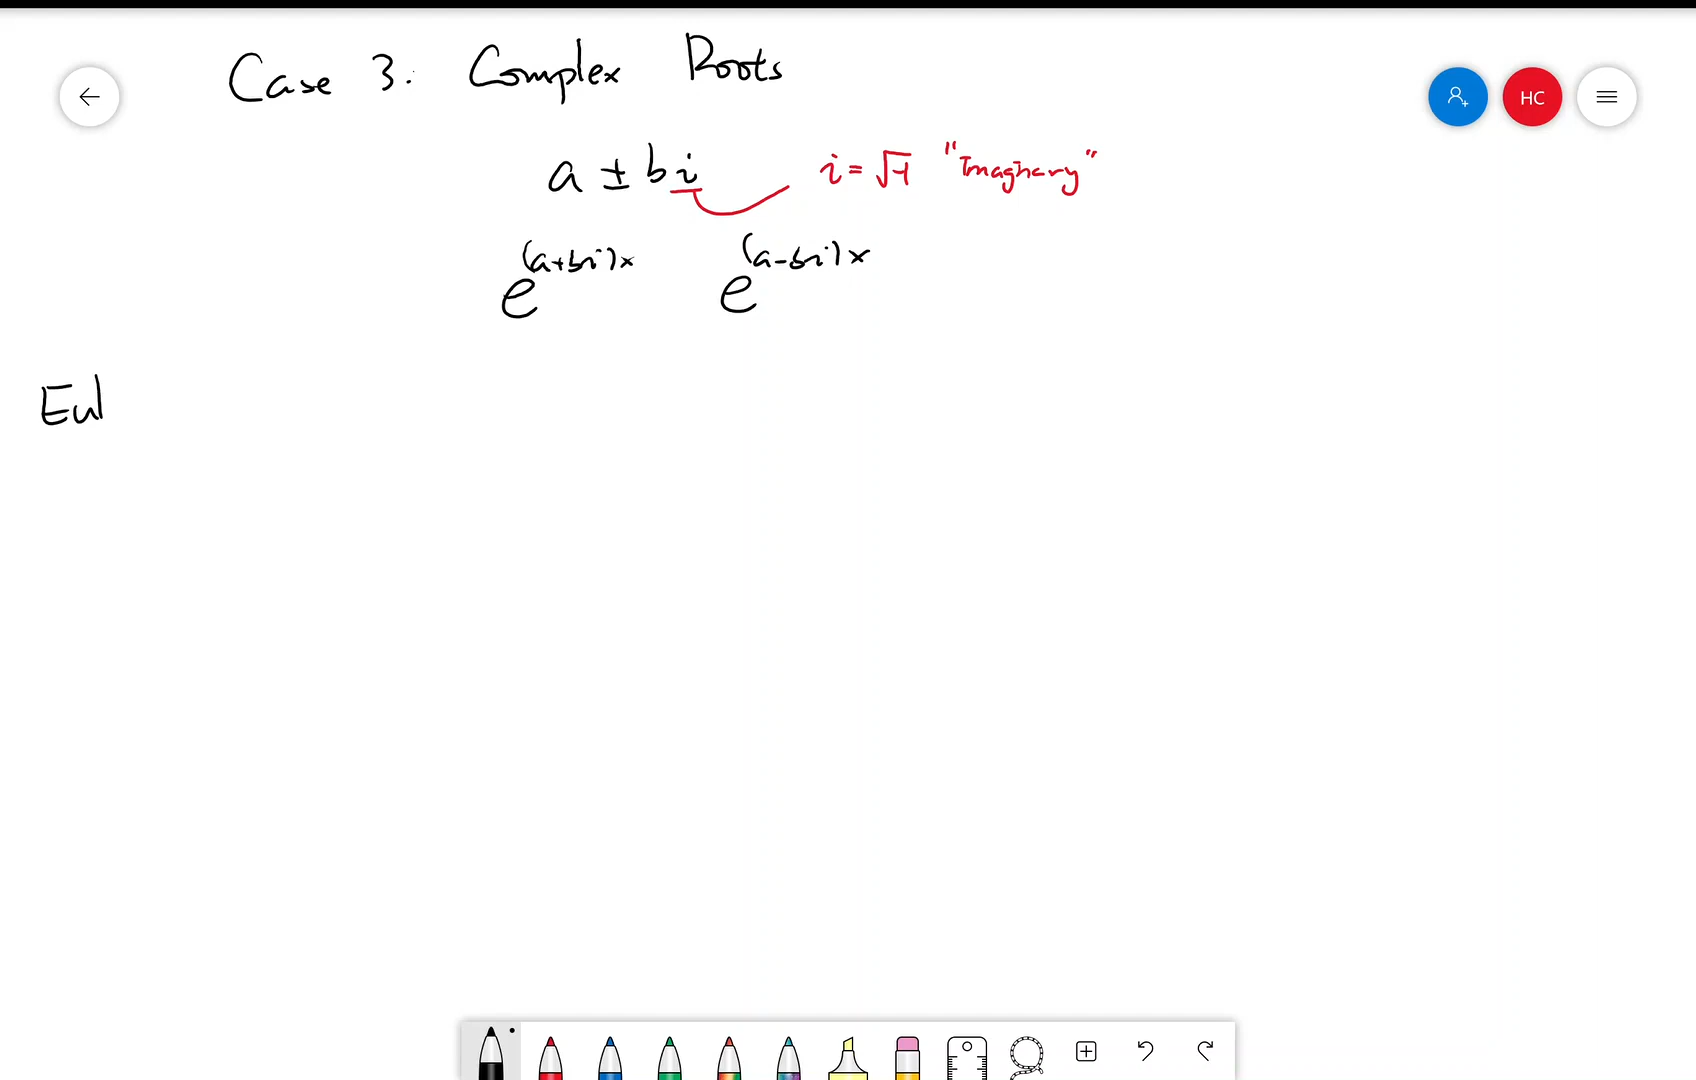 Case 3. Complex Roots
a ± bi i = √-1 "Imaginary"
e^(a+bi)x e^(a-bi)x
Eul
HC